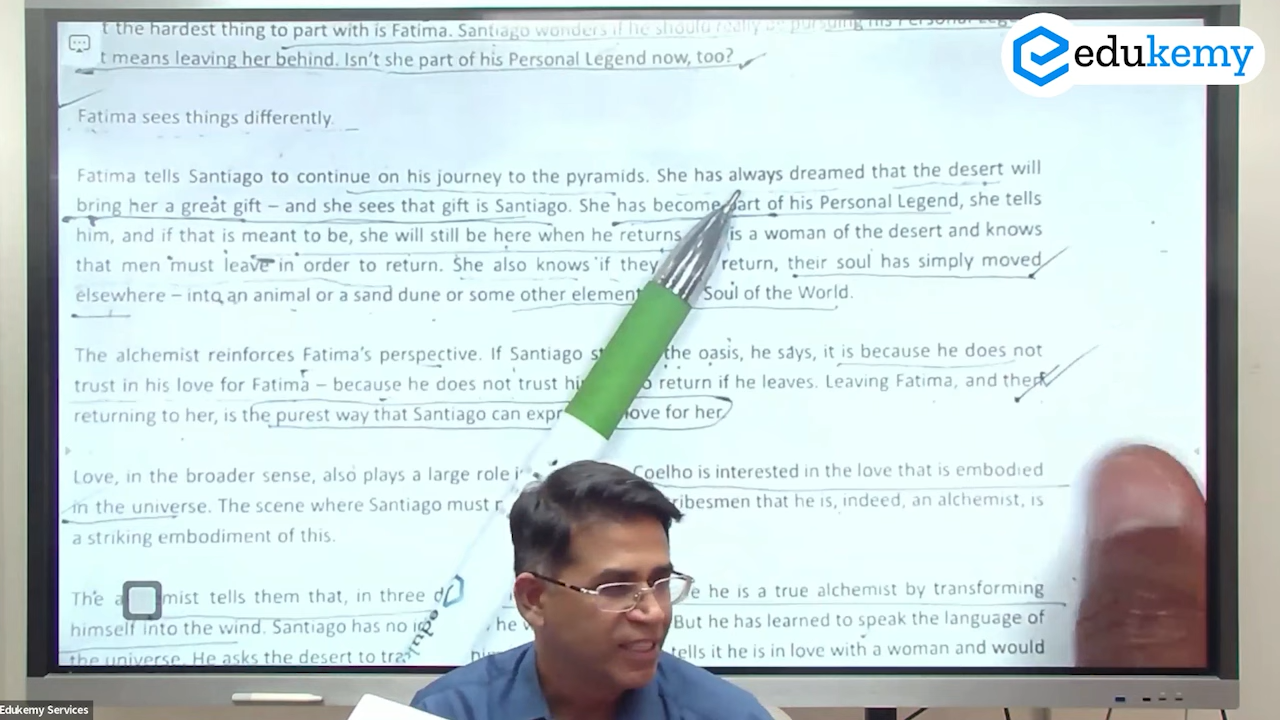 t the hardest thing to part with is Fatima. Santiago wonders if he should really be pursuing his Personal Leg
t means leaving her behind. Isn't she part of his Personal Legend now, too?
edukemy
Fatima sees things differently.
Fatima tells Santiago to continue on his journey to the pyramids. She has always dreamed that the desert will
bring her a great gift – and she sees that gift is Santiago. She has become part of his Personal Legend, she tells
him, and if that is meant to be, she will still be here when he returns. is a woman of the desert and knows
that men must leave in order to return. She also knows if they return, their soul has simply moved
elsewhere – into an animal or a sand dune or some other element Soul of the World.
The alchemist reinforces Fatima's perspective. If Santiago the oasis, he says, it is because he does not
trust in his love for Fatima – because he does not trust return if he leaves. Leaving Fatima, and then
returning to her, is the purest way that Santiago can love for her.
Love, in the broader sense, also plays a large role Coelho is interested in the love that is embodied
in the universe. The scene where Santiago must tribesmen that he is, indeed, an alchemist, is
a striking embodiment of this.
The tells them that, in three he is a true alchemist by transforming
himself into the wind. Santiago has no But he has learned to speak the language of
the universe. He asks the desert to tells it he is in love with a woman and would
Edukemy Services